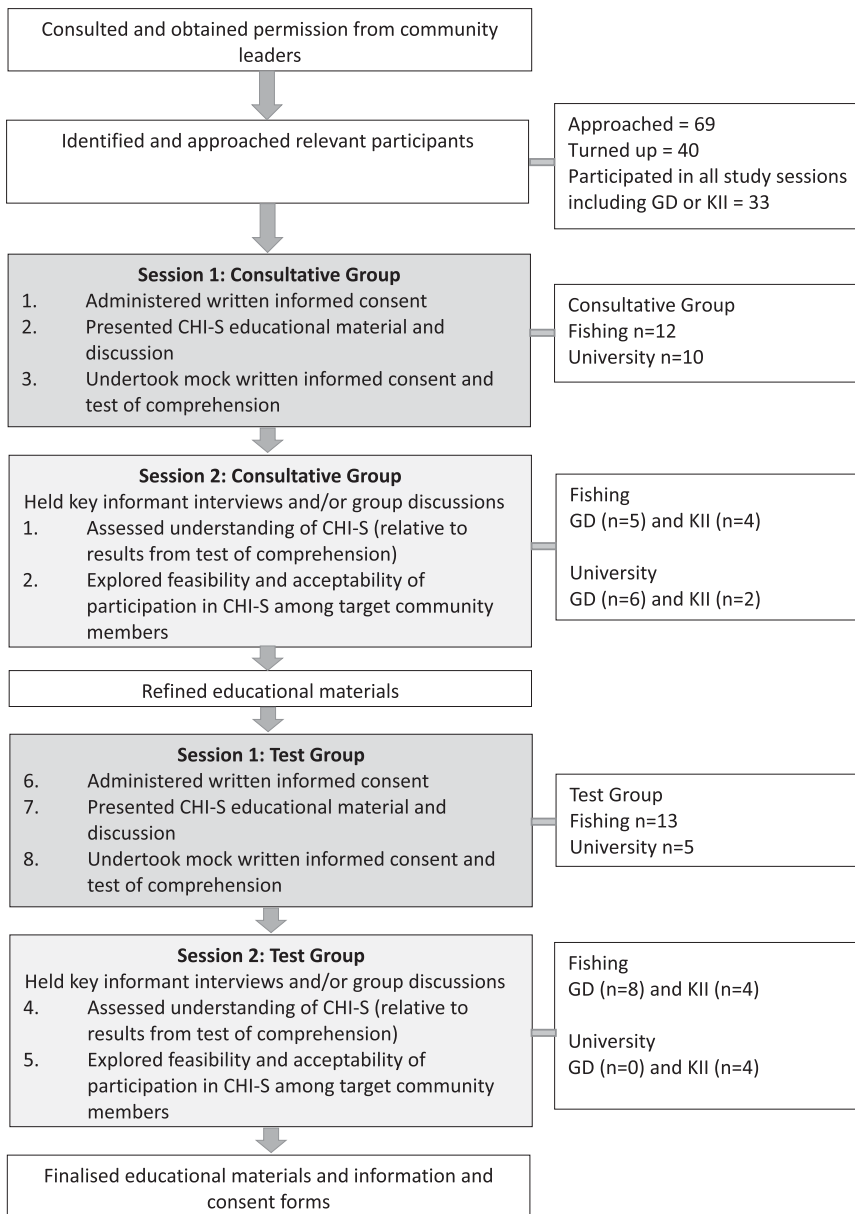 Consulted and obtained permission from community
leaders
Identified and approached relevant participants
Approached = 69
Turned up = 40
Participated in all study sessions
including GD or KII = 33
Session 1: Consultative Group
1. Administered written informed consent
2. Presented CHI-S educational material and
discussion
3. Undertook mock written informed consent and
test of comprehension
Consultative Group
Fishing n=12
University n=10
Session 2: Consultative Group
Held key informant interviews and/or group discussions
1. Assessed understanding of CHI-S (relative to
results from test of comprehension)
2. Explored feasibility and acceptability of
participation in CHI-S among target community
members
Fishing
GD (n=5) and KII (n=4)
University
GD (n=6) and KII (n=2)
Refined educational materials
Session 1: Test Group
6. Administered written informed consent
7. Presented CHI-S educational material and
discussion
8. Undertook mock written informed consent and
test of comprehension
Test Group
Fishing n=13
University n=5
Session 2: Test Group
Held key informant interviews and/or group discussions
4. Assessed understanding of CHI-S (relative to
results from test of comprehension)
5. Explored feasibility and acceptability of
participation in CHI-S among target community
members
Fishing
GD (n=8) and KII (n=4)
University
GD (n=0) and KII (n=4)
Finalised educational materials and information and
consent forms